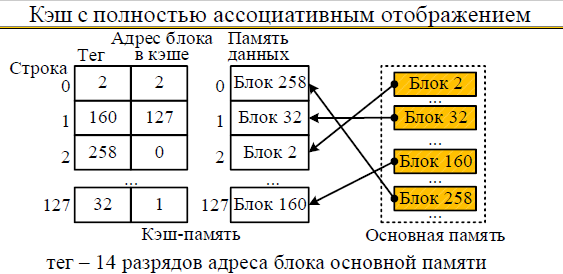 Кэш с полностью ассоциативным отображением
Адрес блока Память
Тег в кэше данных
Строка
0 2 2 0 Блок 258 Блок 2
...
1 160 127 1 Блок 32 Блок 32
...
2 258 0 2 Блок 2 Блок 160
... ... ...
127 32 1 127 Блок 160 Блок 258
...
Кэш-память Основная память
тег – 14 разрядов адреса блока основной памяти